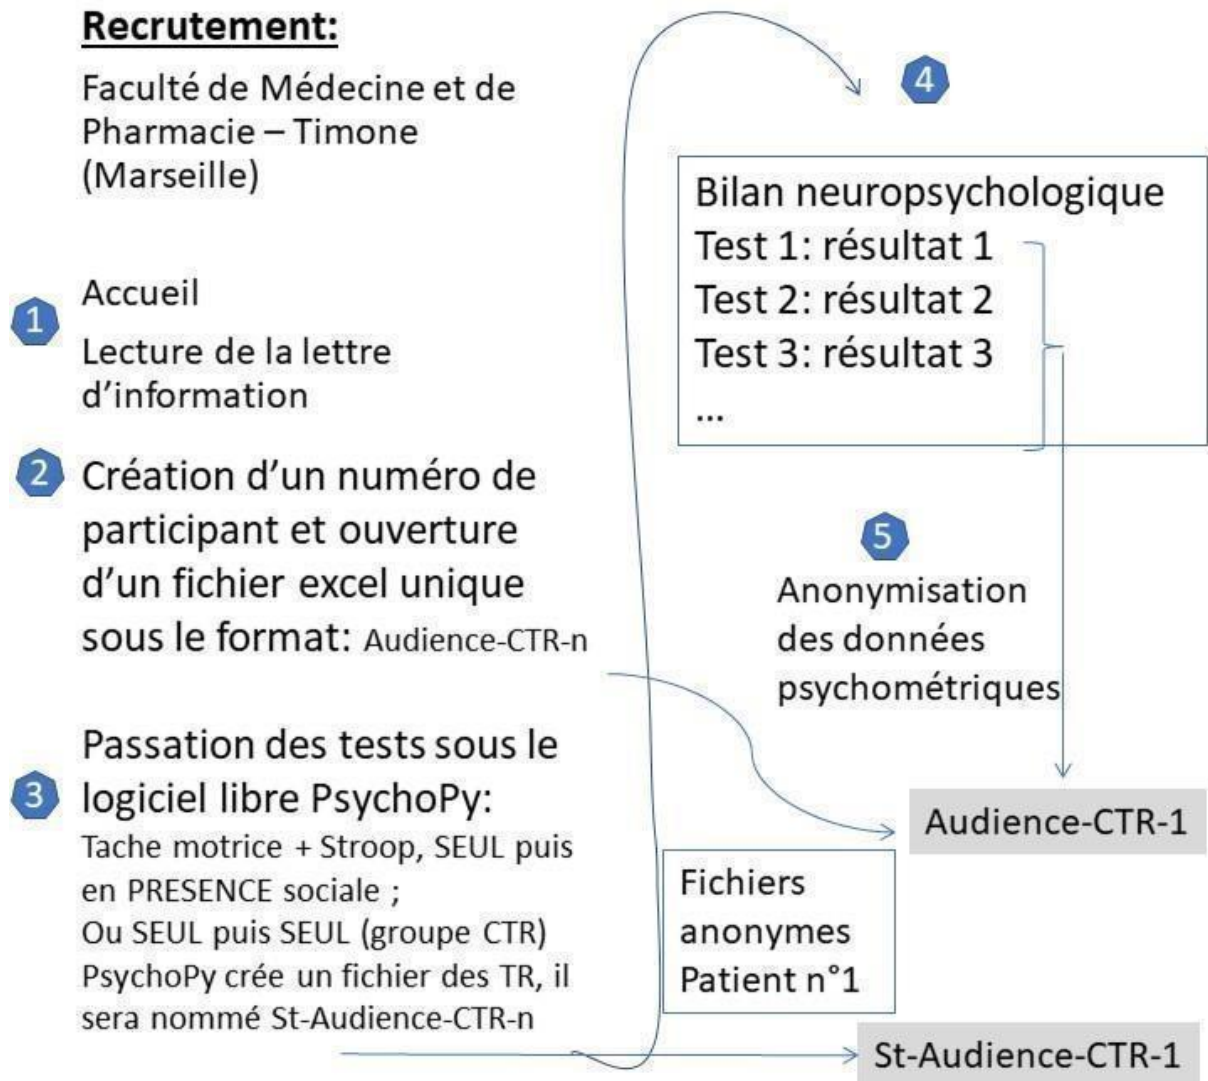 Recrutement:
Faculté de Médecine et de
Pharmacie – Timone
(Marseille)
1
Accueil
Lecture de la lettre
d’information
2
Création d’un numéro de
participant et ouverture
d’un fichier excel unique
sous le format: Audience-CTR-n
3
Passation des tests sous le
logiciel libre PsychoPy:
Tache motrice + Stroop, SEUL puis
en PRESENCE sociale ;
Ou SEUL puis SEUL (groupe CTR)
PsychoPy crée un fichier des TR, il
sera nommé St-Audience-CTR-n
4
Bilan neuropsychologique
Test 1: résultat 1
Test 2: résultat 2
Test 3: résultat 3
...
5
Anonymisation
des données
psychométriques
Audience-CTR-1
Fichiers
anonymes
Patient n°1
St-Audience-CTR-1